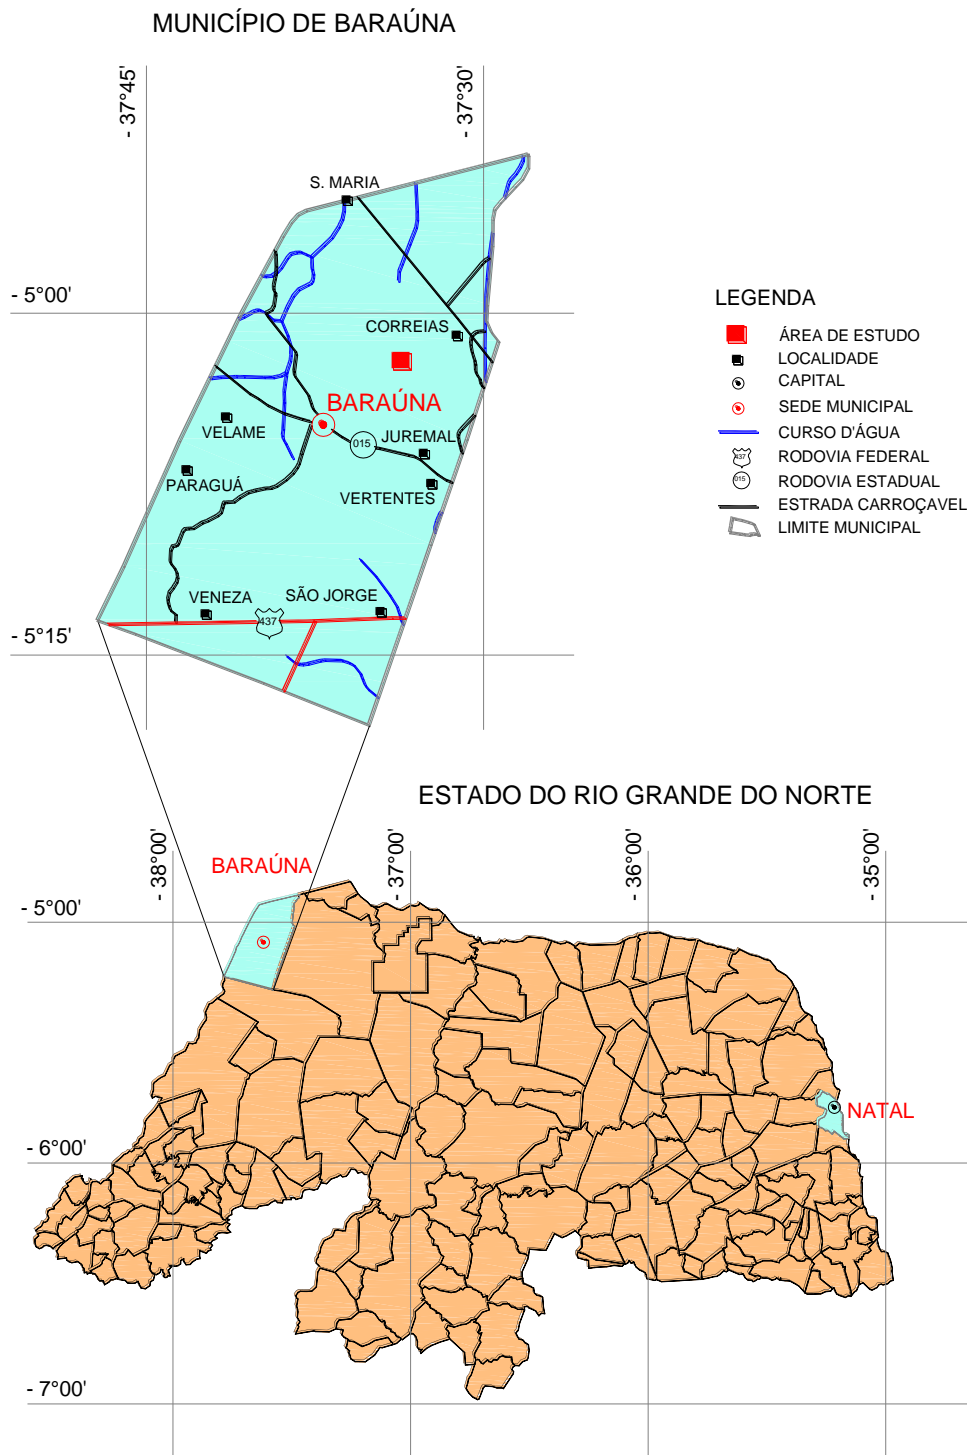 MUNICÍPIO DE BARAÚNA
- 37°45'
- 37°30'
S. MARIA
- 5°00'
CORREIAS
BARAÚNA
VELAME
015
JUREMAL
PARAGUÁ
VERTENTES
VENEZA
SÃO JORGE
437
- 5°15'
LEGENDA
ÁREA DE ESTUDO
LOCALIDADE
CAPITAL
SEDE MUNICIPAL
CURSO D'ÁGUA
437
RODOVIA FEDERAL
015
RODOVIA ESTADUAL
ESTRADA CARROÇAVEL
LIMITE MUNICIPAL
ESTADO DO RIO GRANDE DO NORTE
- 38°00'
BARAÚNA
- 37°00'
- 36°00'
- 35°00'
- 5°00'
NATAL
- 6°00'
- 7°00'